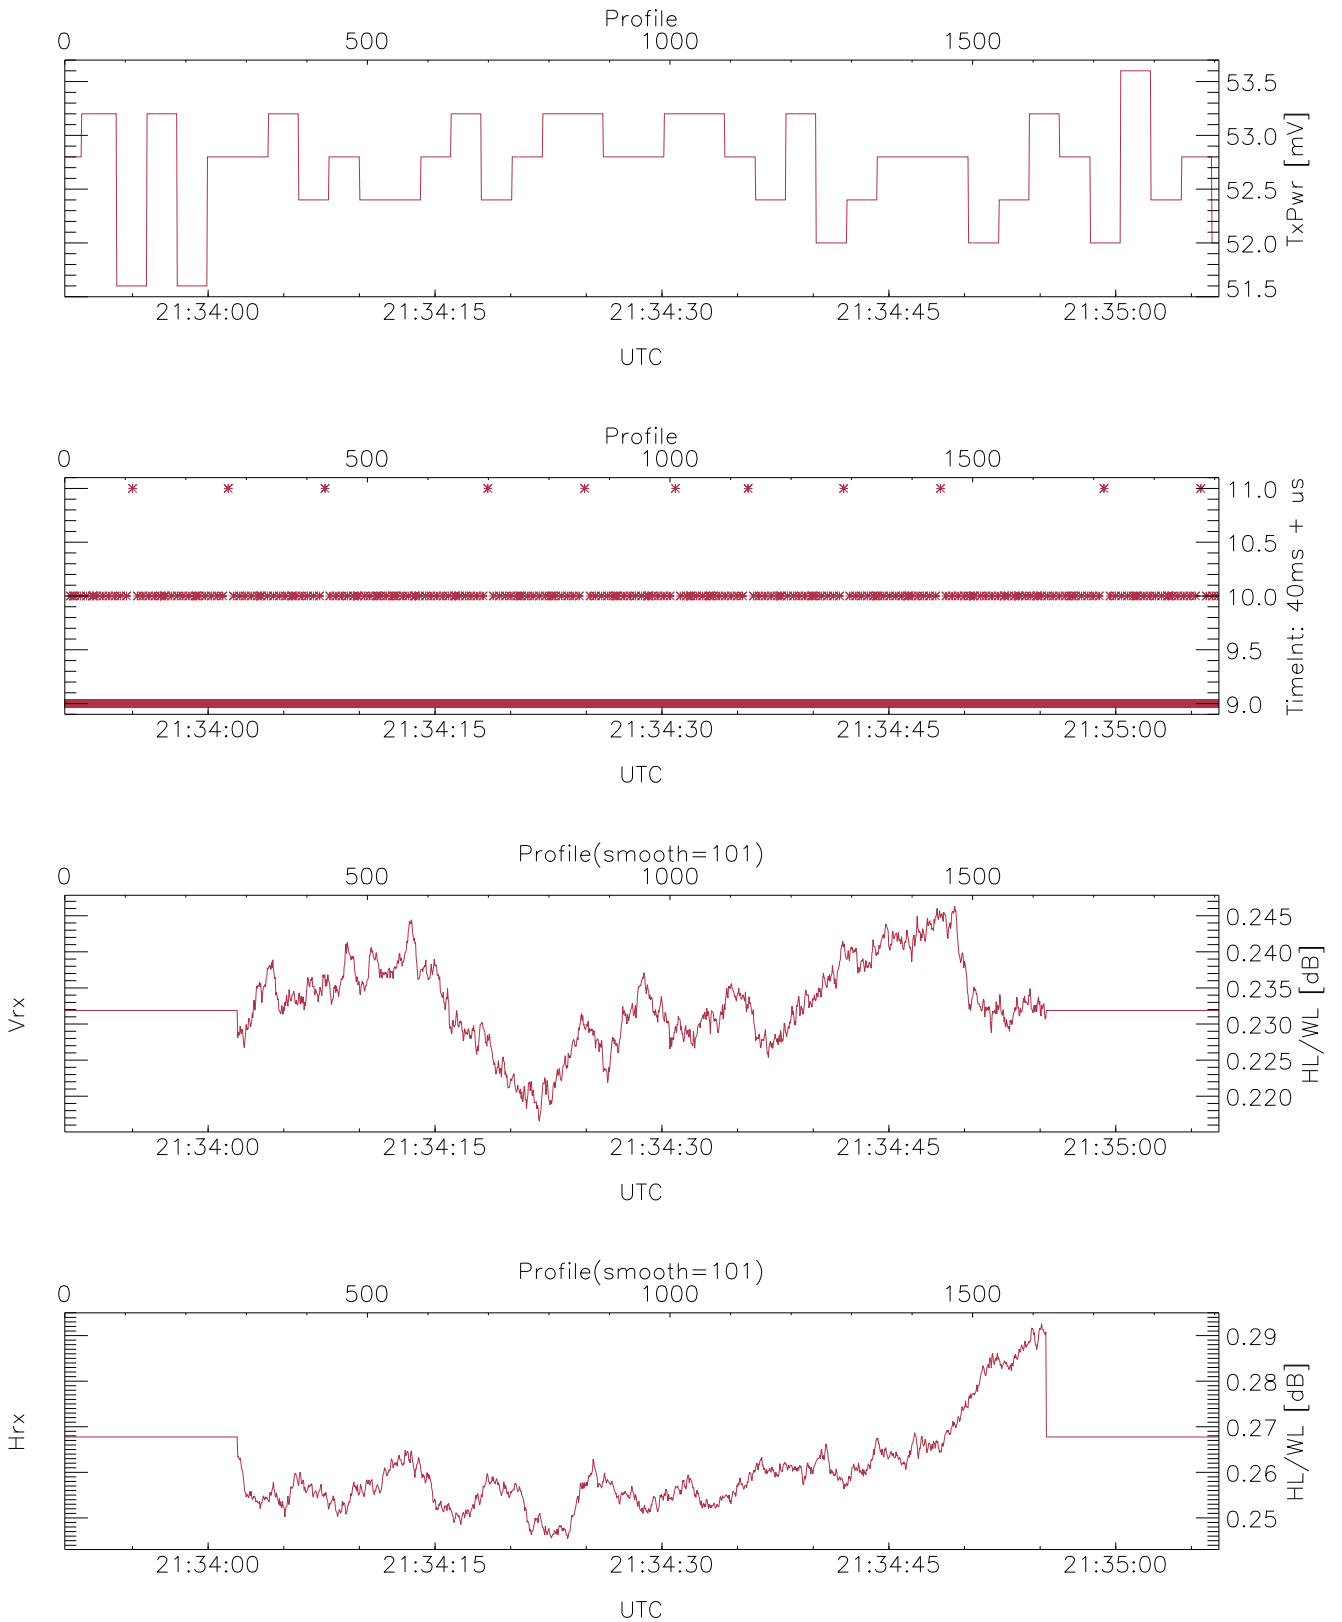 Profile
0 500 1000 1500
53.5
53.0
52.5
52.0
51.5
TxPwr [mV]
21:34:00 21:34:15 21:34:30 21:34:45 21:35:00
UTC
Profile
0 500 1000 1500
11.0
10.5
10.0
9.5
9.0
TimeInt: 40ms + us
21:34:00 21:34:15 21:34:30 21:34:45 21:35:00
UTC
Profile(smooth=101)
0 500 1000 1500
Vrx
0.245
0.240
0.235
0.230
0.225
0.220
HL/WL [dB]
21:34:00 21:34:15 21:34:30 21:34:45 21:35:00
UTC
Profile(smooth=101)
0 500 1000 1500
Hrx
0.29
0.28
0.27
0.26
0.25
HL/WL [dB]
21:34:00 21:34:15 21:34:30 21:34:45 21:35:00
UTC